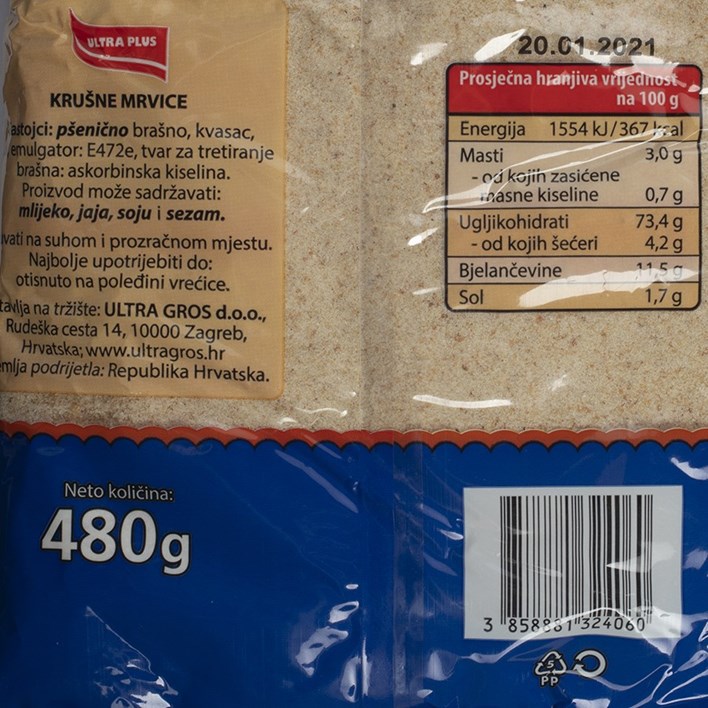 ULTRA PLUS
KRUŠNE MRVICE
astojci: pšenično brašno, kvasac,
emulgator: E472e, tvar za tretiranje
brašna: askorbinska kiselina.
Proizvod može sadržavati:
mlijeko, jaja, soju i sezam.
vati na suhom i prozračnom mjestu.
Najbolje upotrijebiti do:
otisnuto na poleđini vrećice.
tavlja na tržište: ULTRA GROS d.o.o.,
Rudeška cesta 14, 10000 Zagreb,
Hrvatska; www.ultragros.hr
emlja podrijetla: Republika Hrvatska.
20.01.2021
Prosječna hranjiva vrijednost
na 100 g
Energija 1554 kJ / 367 kcal
Masti 3,0 g
- od kojih zasićene
masne kiseline 0,7 g
Ugljikohidrati 73,4 g
- od kojih šećeri 4,2 g
Bjelančevine 11,5 g
Sol 1,7 g
Neto količina:
480g
3 858881 324060
5
PP